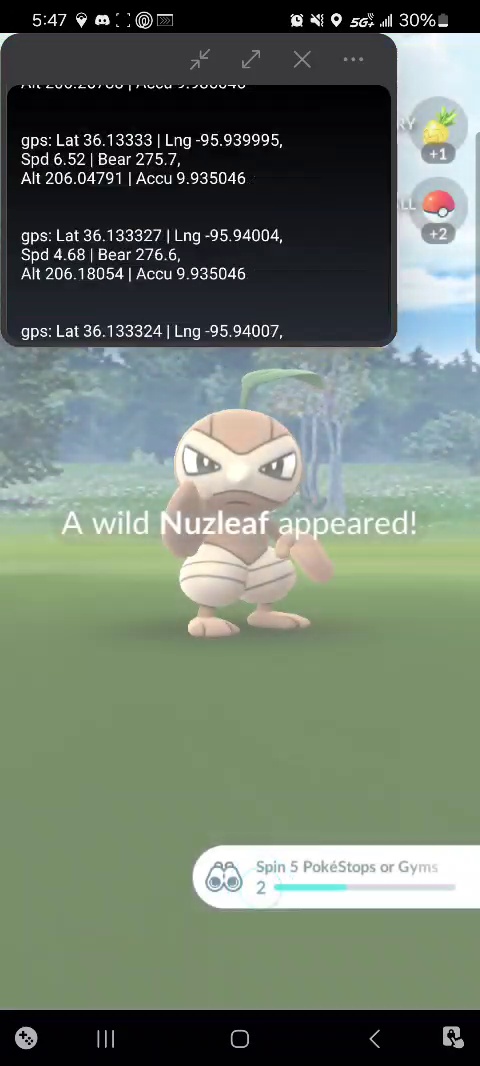 5:47
5G+ 30%
gps: Lat 36.13333 | Lng -95.939995,
Spd 6.52 | Bear 275.7,
Alt 206.04791 | Accu 9.935046
gps: Lat 36.133327 | Lng -95.94004,
Spd 4.68 | Bear 276.6,
Alt 206.18054 | Accu 9.935046
gps: Lat 36.133324 | Lng -95.94007,
RY
+1
LL
+2
A wild Nuzleaf appeared!
Spin 5 PokéStops or Gyms
2